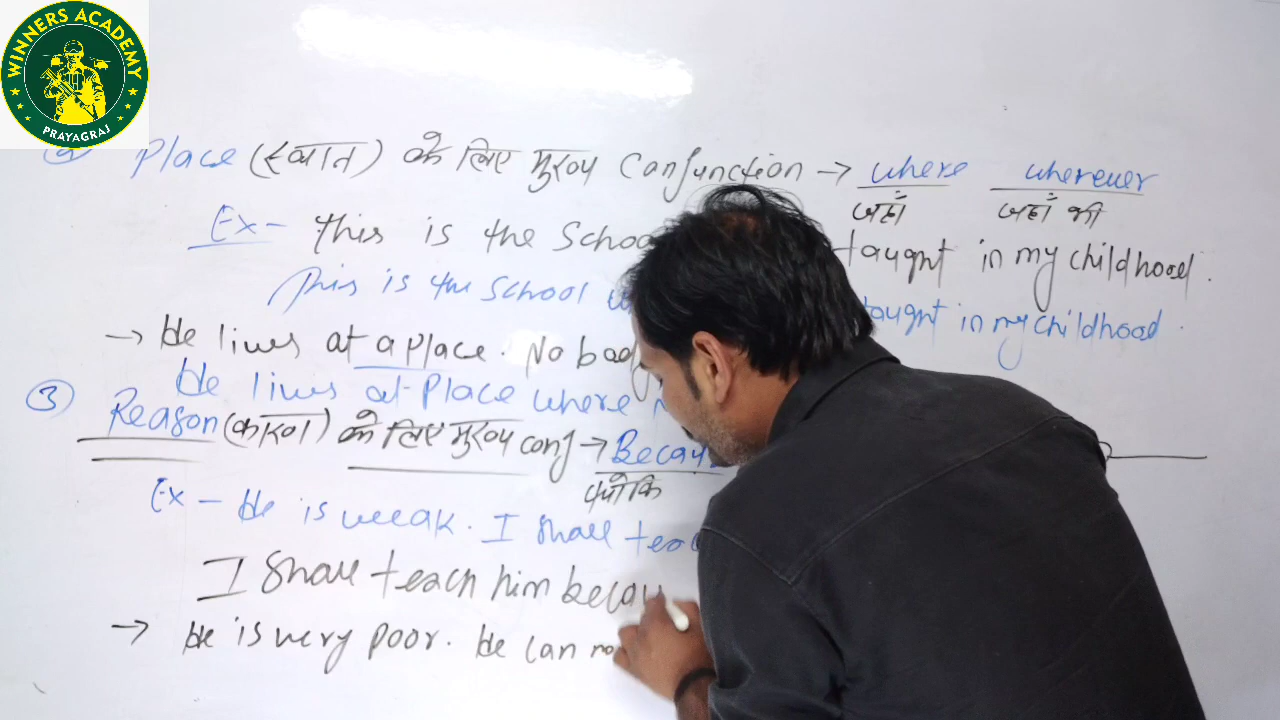 WINNERS ACADEMY
PRAYAGRAJ
Place (स्थान) के लिए मुख्य Conjunction → where wherever
जहाँ जहाँ भी
Ex- This is the School taught in my childhood.
This is the School taught in my childhood.
→ He lives at a place. No body
He lives at Place where
③ Reason (कारण) के लिए मुख्य conj → Because
क्योंकि
Ex - He is weak. I shall teac
I shall teach him becau
→ He is very poor. He can no